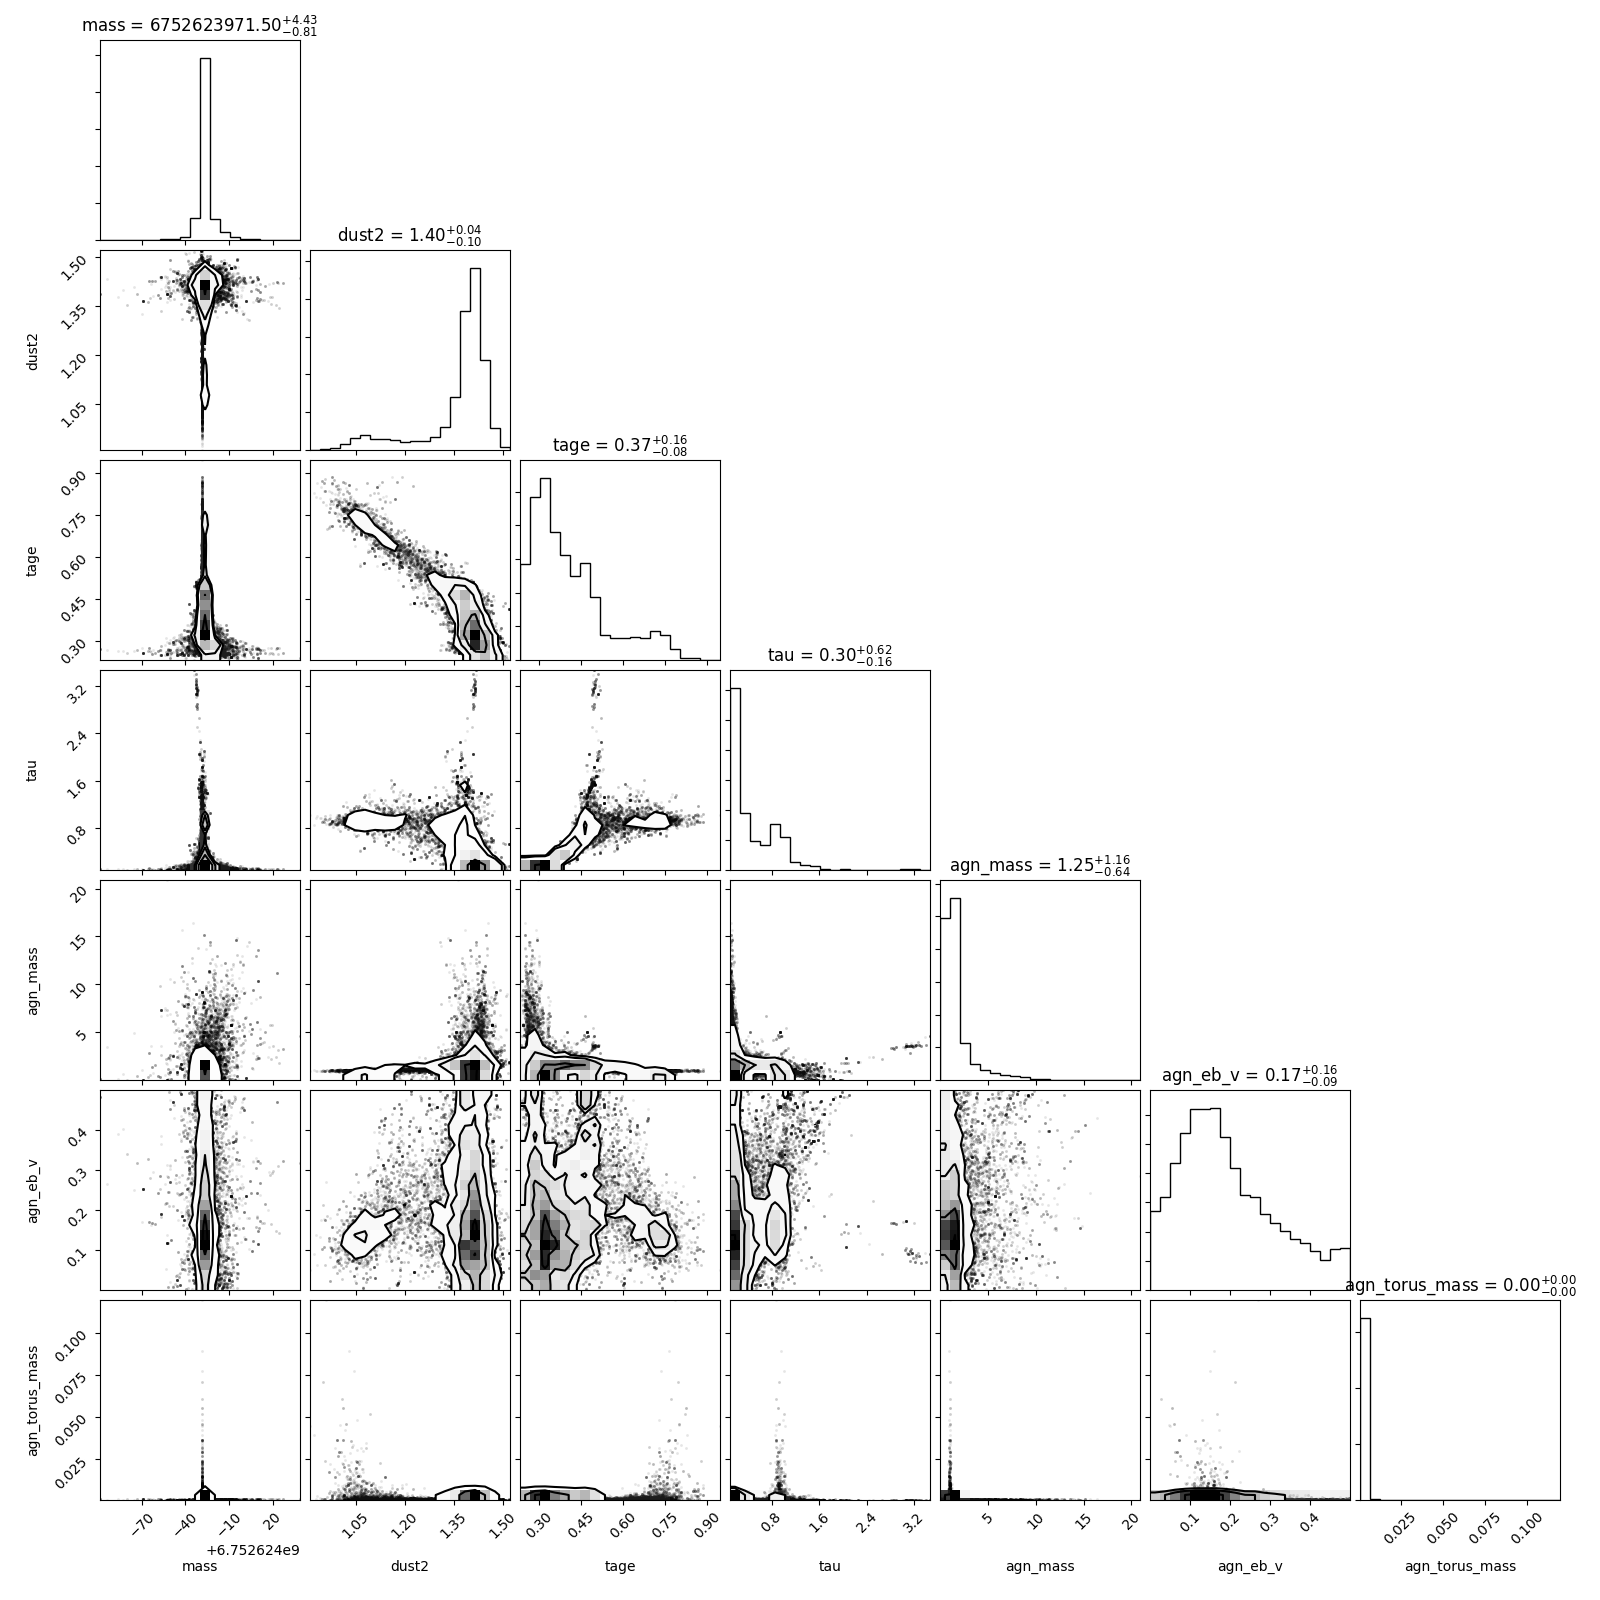 mass = 6752623971.50 +4.43 −0.81
dust2 = 1.40 +0.04 −0.10
1.50
1.35
1.20
1.05
dust2
tage = 0.37 +0.16 −0.08
0.90
0.75
0.60
0.45
0.30
tage
tau = 0.30 +0.62 −0.16
3.2
2.4
1.6
0.8
tau
agn_mass = 1.25 +1.16 −0.64
20
15
10
5
agn_mass
agn_eb_v = 0.17 +0.16 −0.09
0.4
0.3
0.2
0.1
agn_eb_v
agn_torus_mass = 0.00 +0.00 −0.00
0.100
0.075
0.050
0.025
agn_torus_mass
−70 −40 −10 20 1.05 1.20 1.35 1.50 0.30 0.45 0.60 0.75 0.90 0.8 1.6 2.4 3.2 5 10 15 20 0.1 0.2 0.3 0.4 0.025 0.050 0.075 0.100
+6.752624e9
mass dust2 tage tau agn_mass agn_eb_v agn_torus_mass